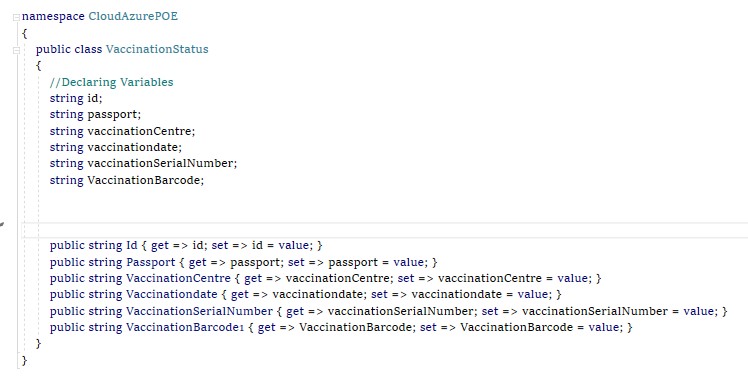 namespace CloudAzurePOE
{
public class VaccinationStatus
{
//Declaring Variables
string id;
string passport;
string vaccinationCentre;
string vaccinationdate;
string vaccinationSerialNumber;
string VaccinationBarcode;
public string Id { get => id; set => id = value; }
public string Passport { get => passport; set => passport = value; }
public string VaccinationCentre { get => vaccinationCentre; set => vaccinationCentre = value; }
public string Vaccinationdate { get => vaccinationdate; set => vaccinationdate = value; }
public string VaccinationSerialNumber { get => vaccinationSerialNumber; set => vaccinationSerialNumber = value; }
public string VaccinationBarcode1 { get => VaccinationBarcode; set => VaccinationBarcode = value; }
}
}